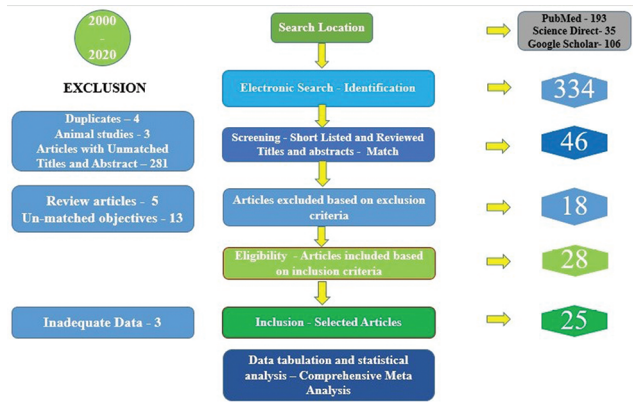 2000
-
2020
EXCLUSION
Duplicates – 4
Animal studies - 3
Articles with Unmatched
Titles and Abstract – 281
Review articles - 5
Un-matched objectives - 13
Inadequate Data - 3
Search Location
Electronic Search - Identification
Screening - Short Listed and Reviewed
Titles and abstracts - Match
Articles excluded based on exclusion
criteria
Eligibility - Articles included based
on inclusion criteria
Inclusion - Selected Articles
Data tabulation and statistical
analysis – Comprehensive Meta
Analysis
PubMed - 193
Science Direct- 35
Google Scholar- 106
334
46
18
28
25